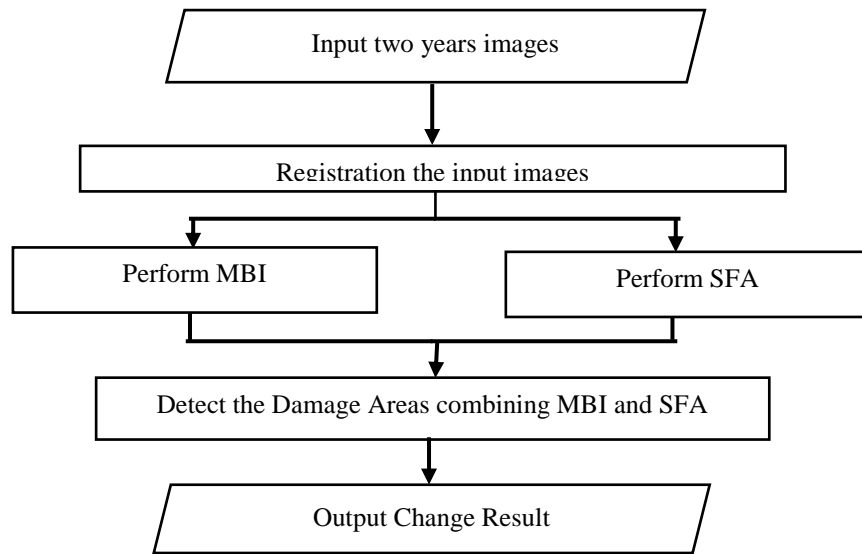 Input two years images
Registration the input images
Perform MBI
Perform SFA
Detect the Damage Areas combining MBI and SFA
Output Change Result